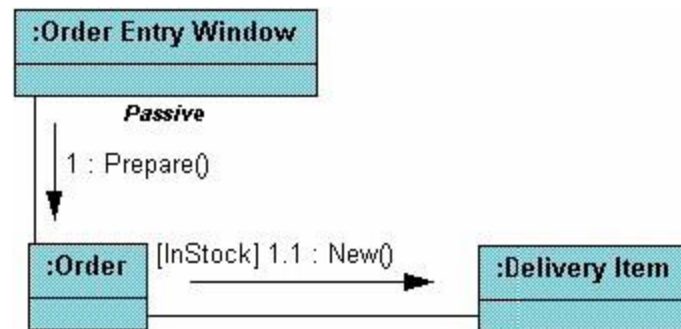 :Order Entry Window
Passive
1 : Prepare()
[InStock] 1.1 : New()
:Order
:Delivery Item